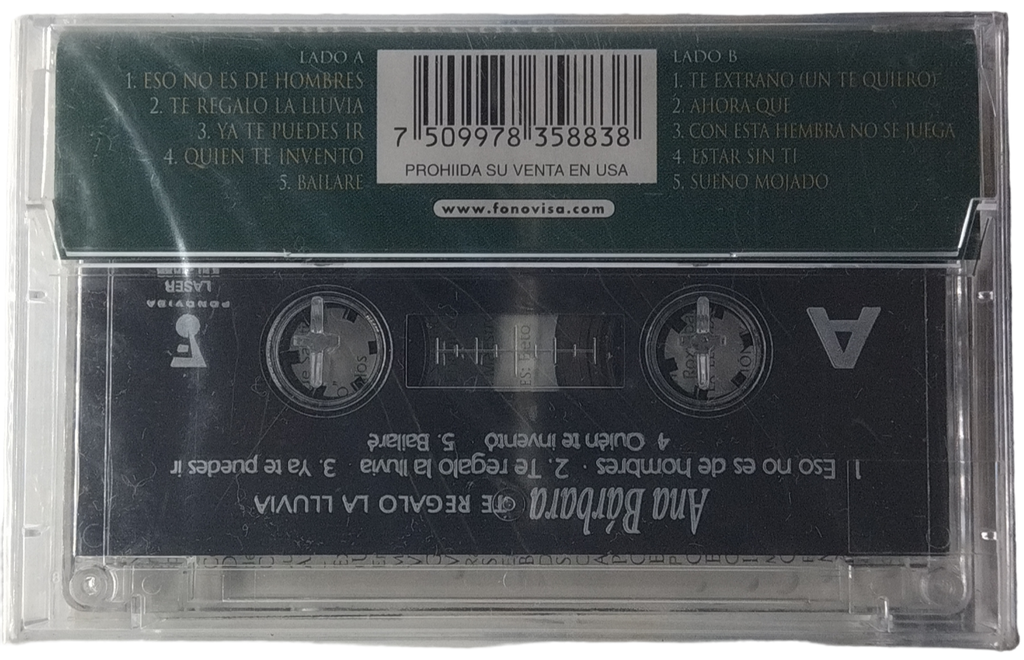 LADO A
1. ESO NO ES DE HOMBRES
2. TE REGALO LA LLUVIA
3. YA TE PUEDES IR
4. QUIEN TE INVENTO
5. BAILARE
7 509978 358838
PROHIIDA SU VENTA EN USA
www.fonovisa.com
LADO B
1. TE EXTRAÑO (UN TE QUIERO)
2. AHORA QUE
3. CON ESTA HEMBRA NO SE JUEGA
4. ESTAR SIN TI
5. SUENO MOJADO
Ana Bárbara TE REGALO LA LLUVIA
1 Eso no es de hombres · 2. Te regalo la lluvia · 3. Ya te puedes ir
4 Quién te inventó 5. Bailaré
A
FONOVISA
LASER